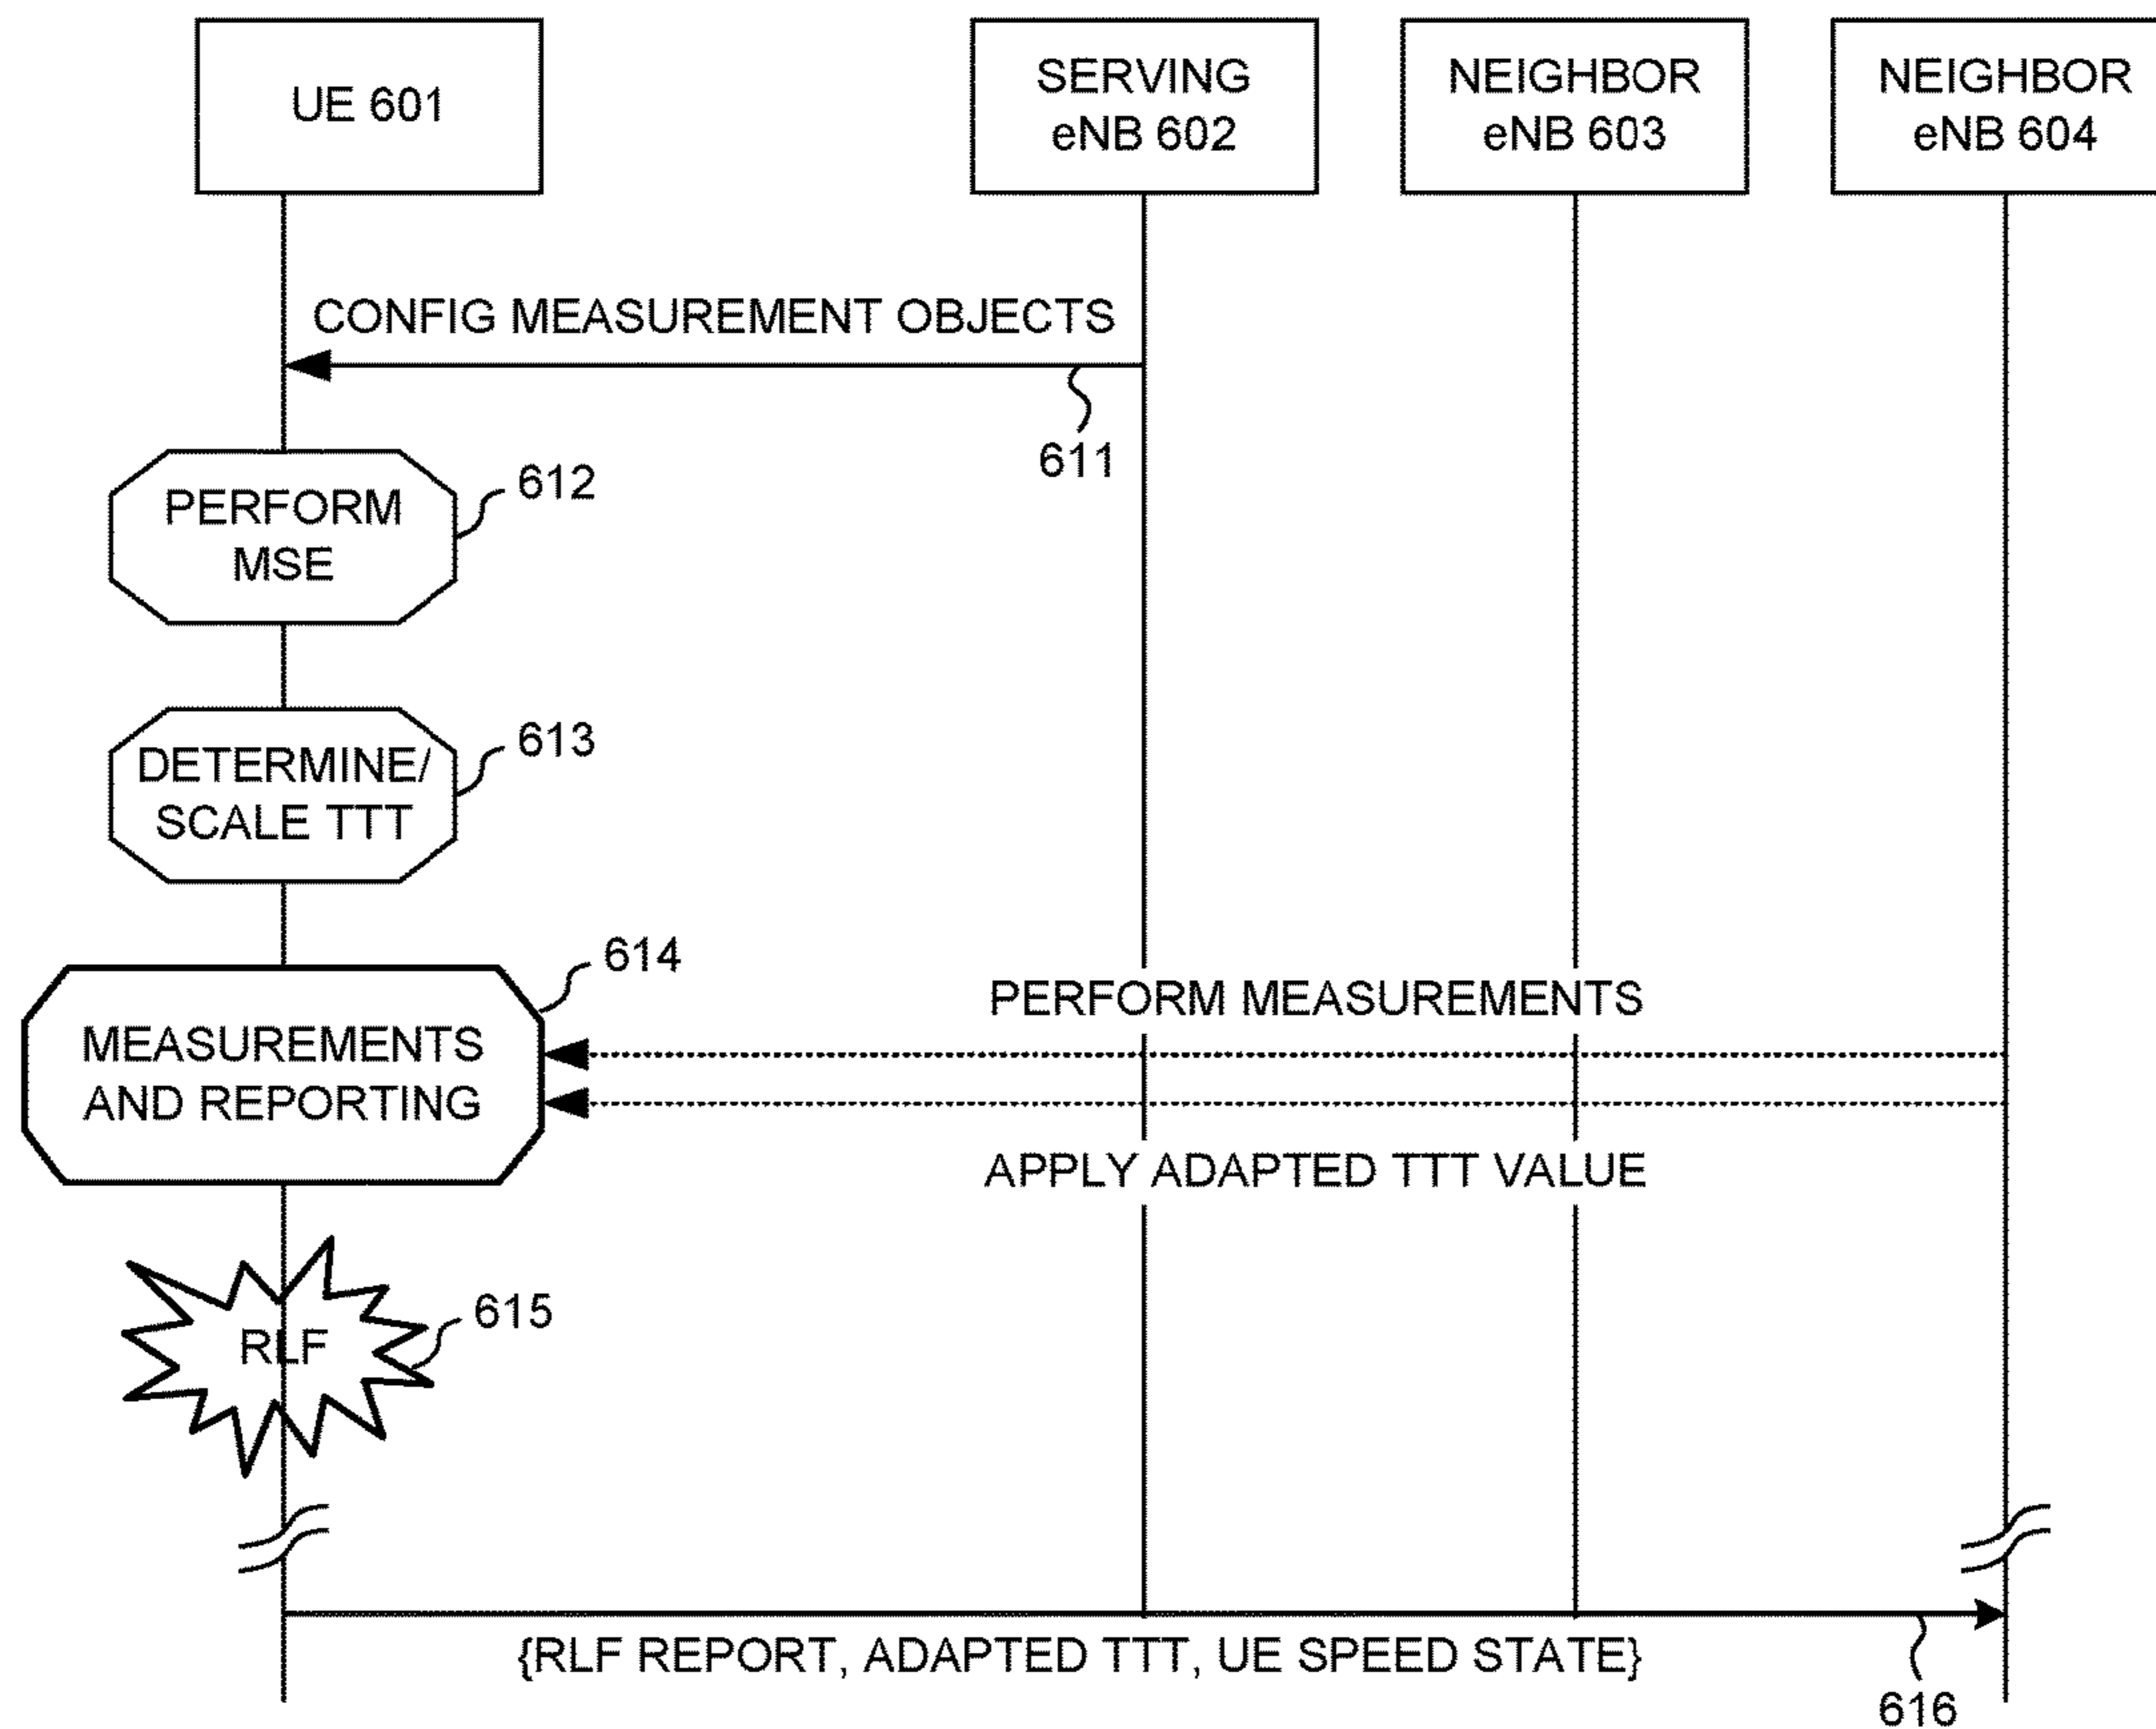 UE 601
SERVING
eNB 602
NEIGHBOR
eNB 603
NEIGHBOR
eNB 604
CONFIG MEASUREMENT OBJECTS
611
PERFORM
MSE
612
DETERMINE/
SCALE TTT
613
614
MEASUREMENTS
AND REPORTING
PERFORM MEASUREMENTS
APPLY ADAPTED TTT VALUE
RLF
615
{RLF REPORT, ADAPTED TTT, UE SPEED STATE}
616